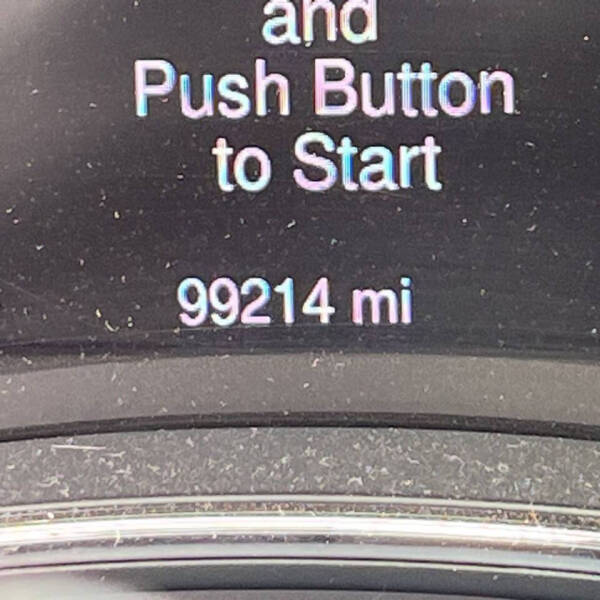 and
Push Button
to Start
99214 mi